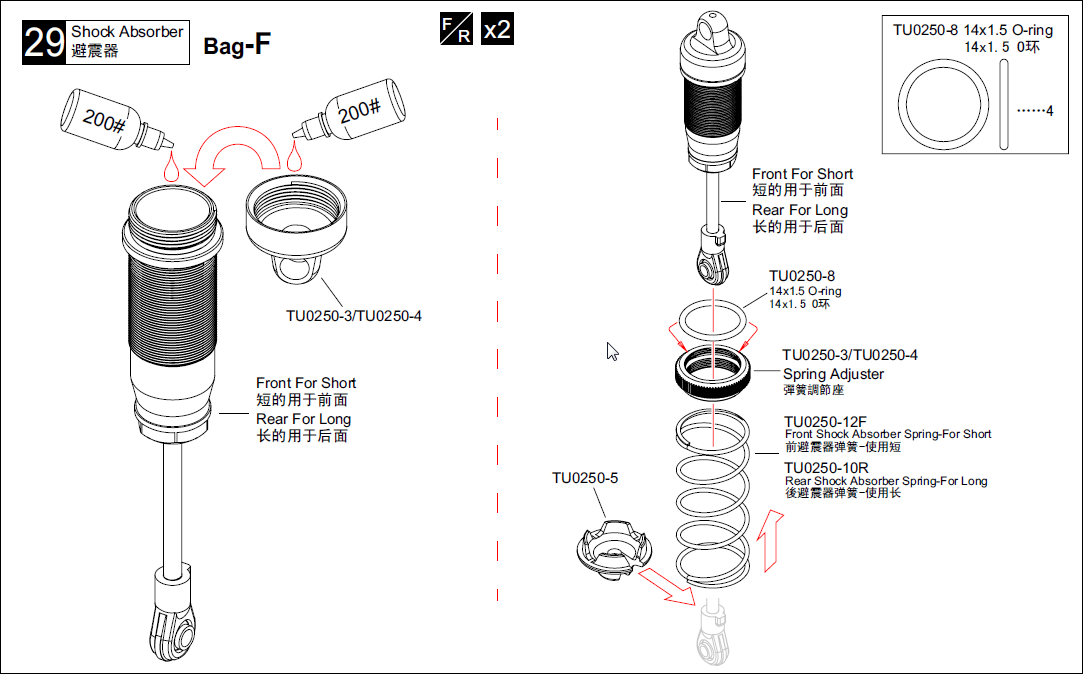 29
Shock Absorber
避震器
Bag-F
F/R
x2
TU0250-8 14x1.5 O-ring
14x1.5 O环
······4
200#
200#
TU0250-3/TU0250-4
Front For Short
短的用于前面
Rear For Long
长的用于后面
Front For Short
短的用于前面
Rear For Long
长的用于后面
TU0250-8
14x1.5 O-ring
14x1.5 O环
TU0250-3/TU0250-4
Spring Adjuster
彈簧調節座
TU0250-12F
Front Shock Absorber Spring-For Short
前避震器弹簧-使用短
TU0250-10R
Rear Shock Absorber Spring-For Long
後避震器弹簧-使用长
TU0250-5